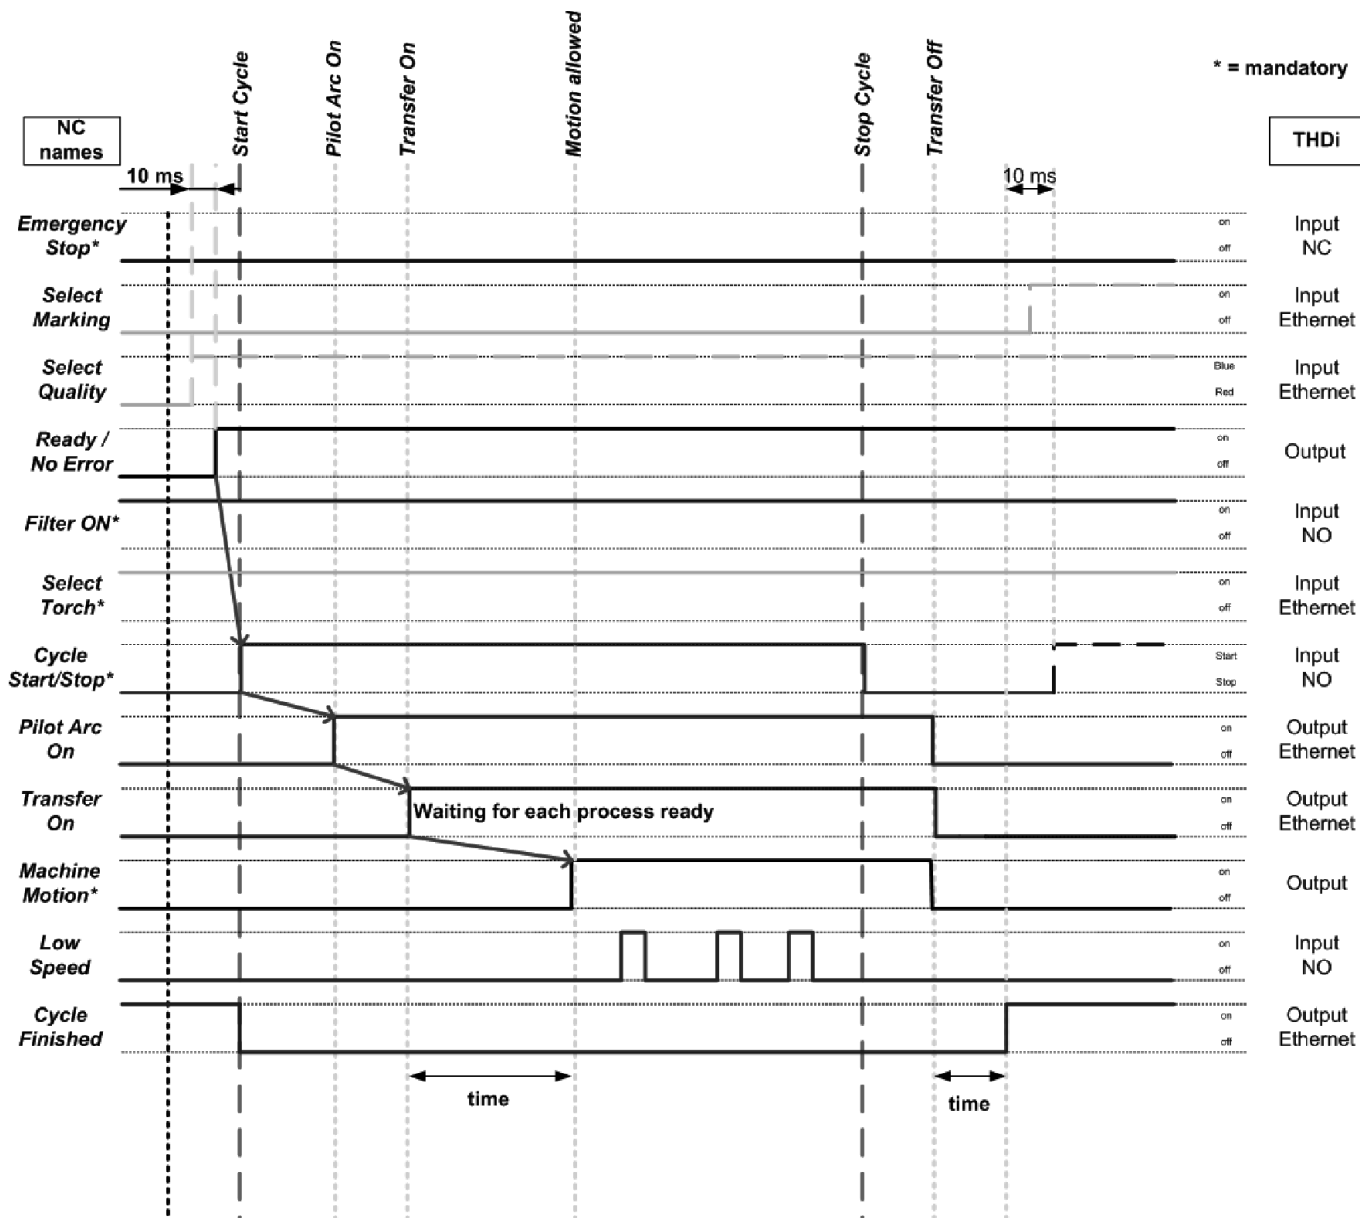 Start Cycle
Pilot Arc On
Transfer On
Motion allowed
Stop Cycle
Transfer Off
* = mandatory
NC
names
THDi
10 ms
10 ms
Emergency
Stop*
on
off
Input
NC
Select
Marking
on
off
Input
Ethernet
Select
Quality
Blue
Red
Input
Ethernet
Ready /
No Error
on
off
Output
Filter ON*
on
off
Input
NO
Select
Torch*
on
off
Input
Ethernet
Cycle
Start/Stop*
Start
Stop
Input
NO
Pilot Arc
On
on
off
Output
Ethernet
Transfer
On
Waiting for each process ready
on
off
Output
Ethernet
Machine
Motion*
on
off
Output
Low
Speed
on
off
Input
NO
Cycle
Finished
on
off
Output
Ethernet
time
time